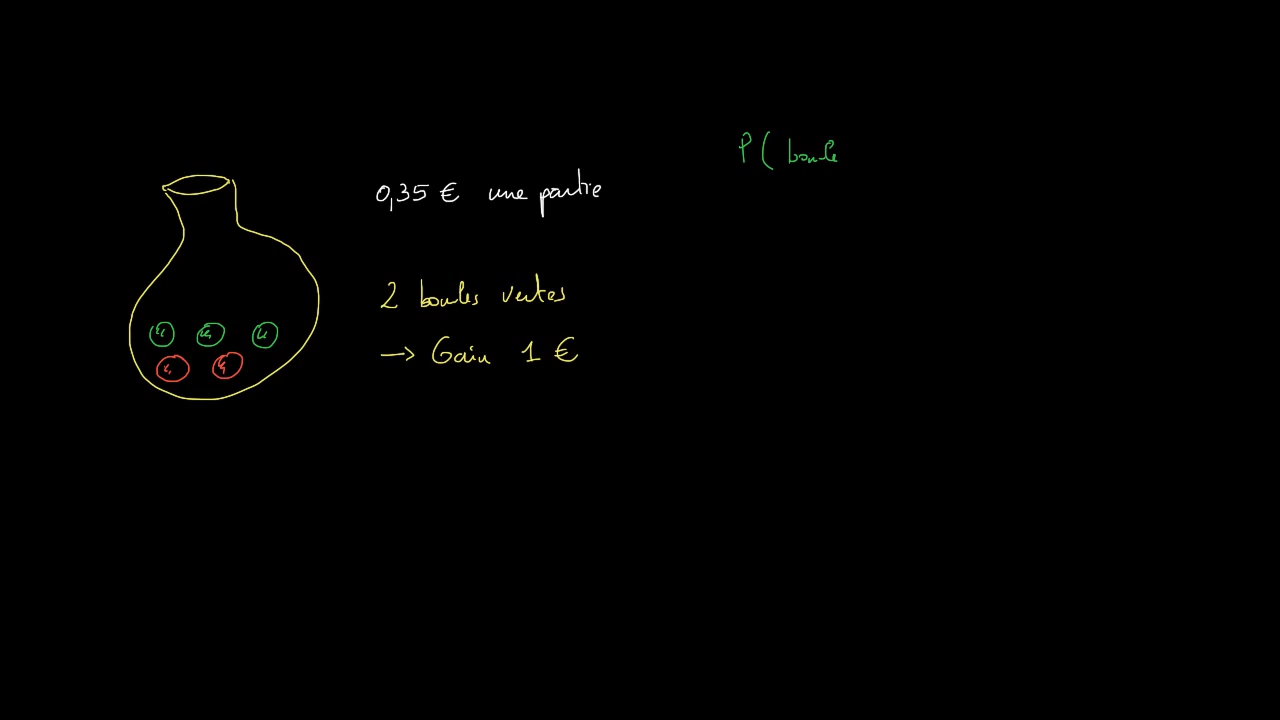 P( boule
0,35 € une partie
2 boules vertes
→ Gain 1 €